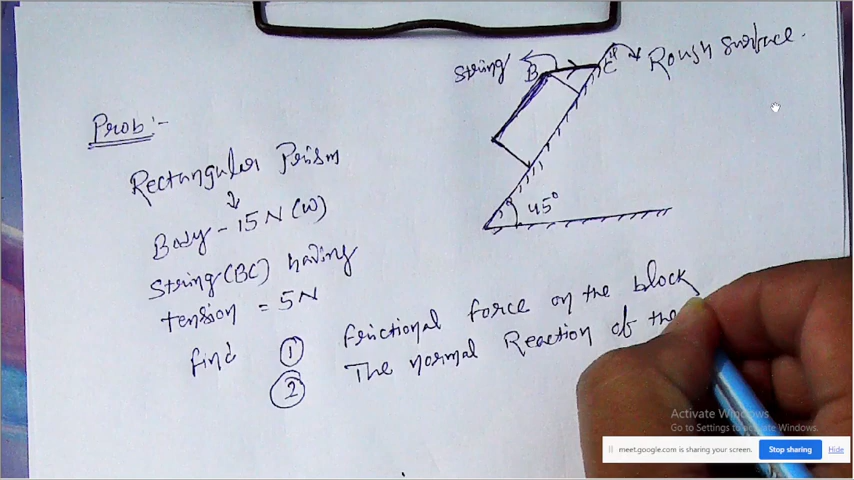 String B C Rough surface.
Prob:-
Rectangular Prism
Body - 15 N (W)
45°
String (BC) having
tension = 5N
find ① frictional force on the block
② The normal Reaction of the
Activate Windows
Go to Settings to activate Windows.
meet.google.com is sharing your screen. Stop sharing Hide